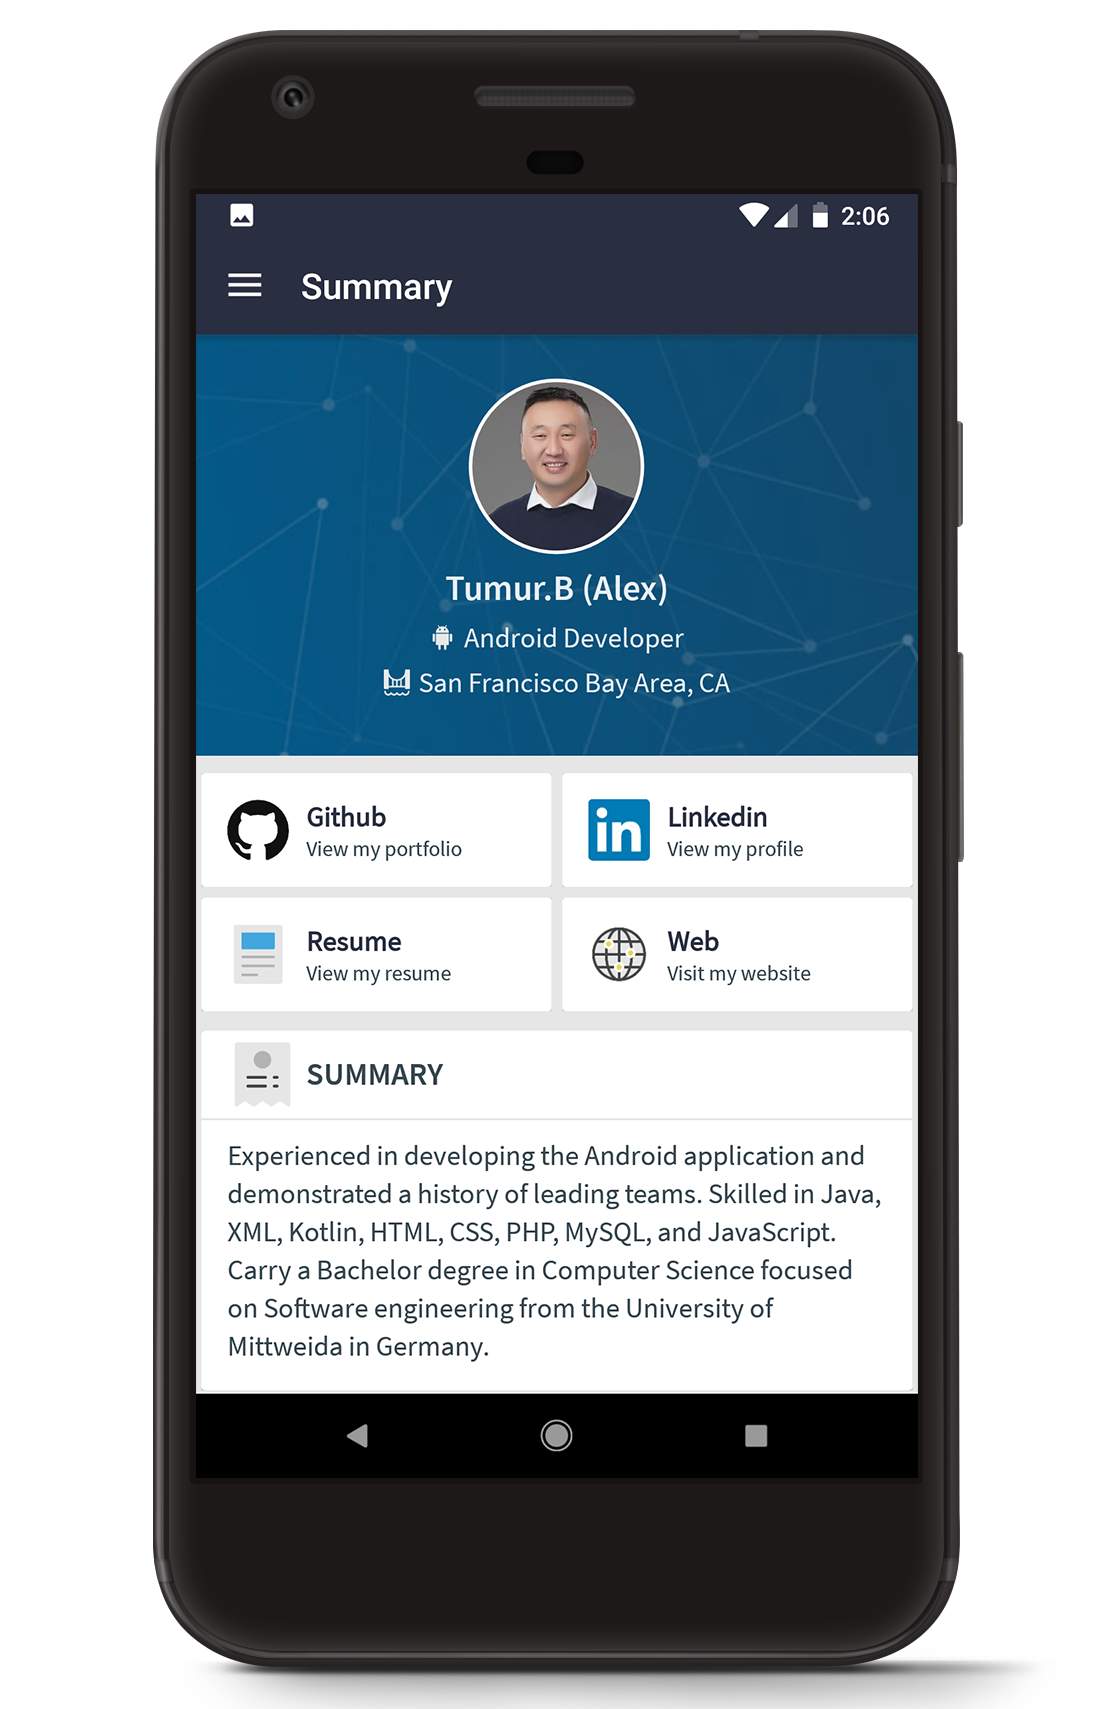 2:06
Summary
Tumur.B (Alex)
Android Developer
San Francisco Bay Area, CA
Github
View my portfolio
in
Linkedin
View my profile
Resume
View my resume
Web
Visit my website
SUMMARY
Experienced in developing the Android application and
demonstrated a history of leading teams. Skilled in Java,
XML, Kotlin, HTML, CSS, PHP, MySQL, and JavaScript.
Carry a Bachelor degree in Computer Science focused
on Software engineering from the University of
Mittweida in Germany.